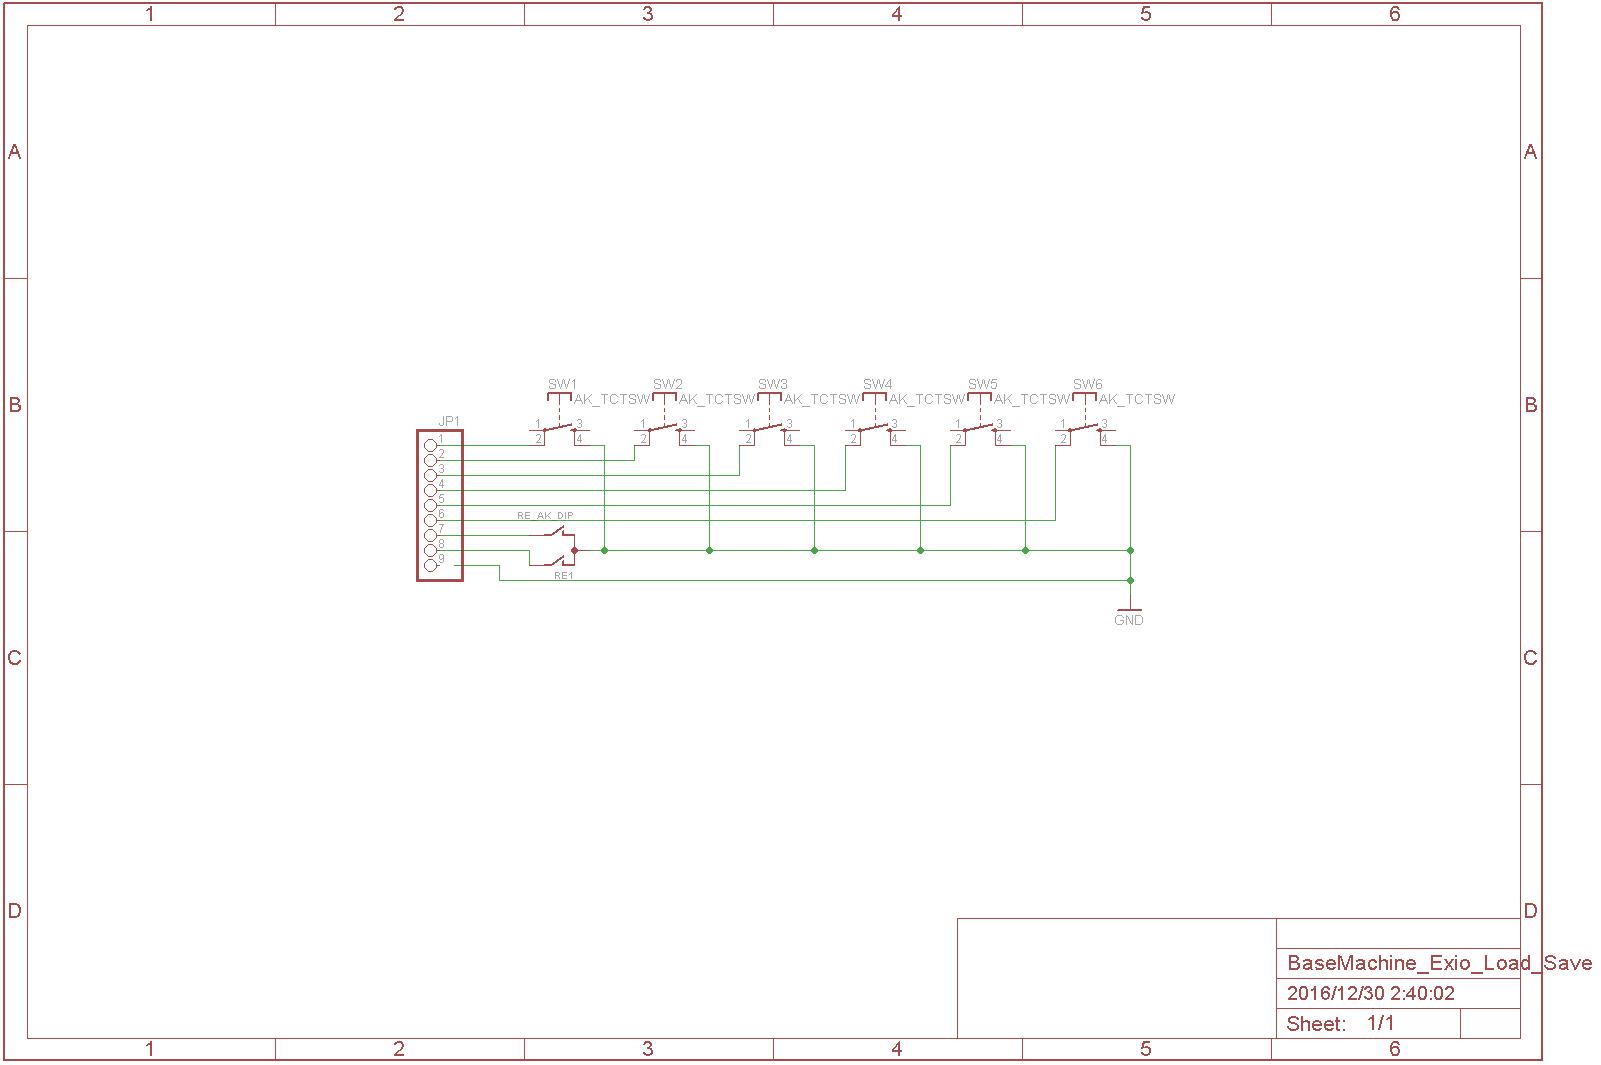 1 2 3 4 5 6
A A
SW1 SW2 SW3 SW4 SW5 SW6
AK_TCTSW AK_TCTSW AK_TCTSW AK_TCTSW AK_TCTSW AK_TCTSW
B B
JP1
1 3 1 3 1 3 1 3 1 3 1 3
2 4 2 4 2 4 2 4 2 4 2 4
1
2
3
4
5
6
7
8
9
RE_AK_DIP
RE1
GND
C C
D D
BaseMachine_Exio_Load_Save
2016/12/30 2:40:02
Sheet: 1/1
1 2 3 4 5 6